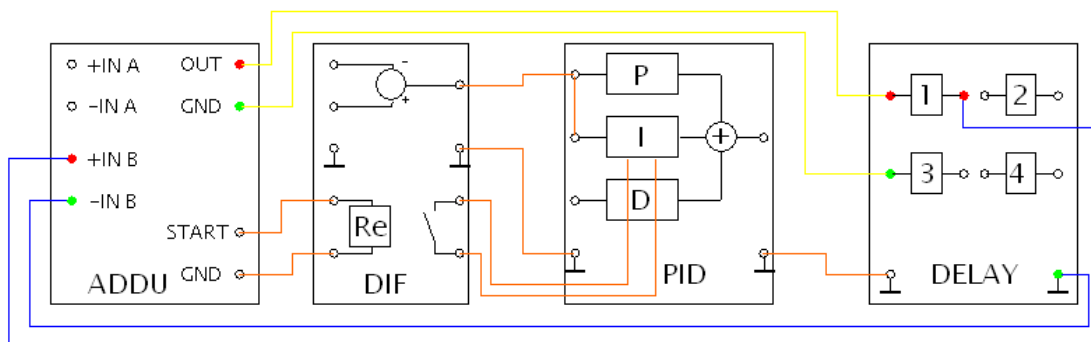 +IN A OUT
-IN A GND
+IN B
-IN B
START
GND
ADDU
-
+
Re
DIF
P
I
+
D
PID
1 2
3 4
DELAY